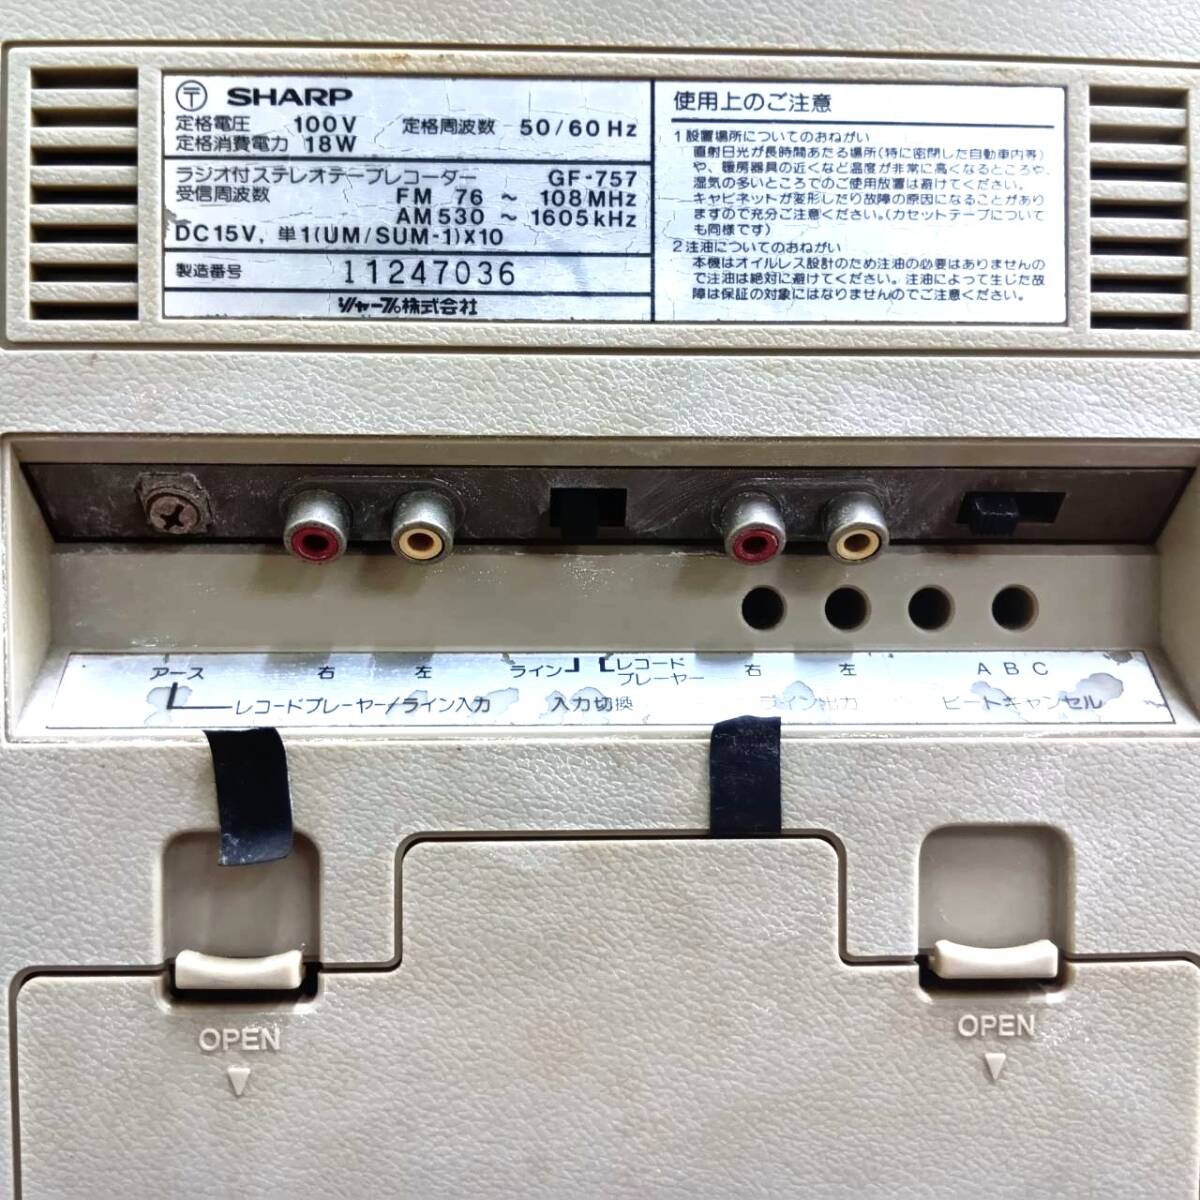 〒 SHARP
定格電圧 100V 定格周波数 50/60Hz
定格消費電力 18W
ラジオ付ステレオテープレコーダー GF-757
受信周波数 FM 76 ~ 108MHz
AM 530 ~ 1605kHz
DC15V, 単1(UM/SUM-1)X10
製造番号 11247036
シャープ株式会社
使用上のご注意
1 設置場所についてのおねがい
直射日光が長時間あたる場所(特に密閉した自動車内等)
や、暖房器具の近くなど温度が非常に高くなるところや、
湿気の多いところでのご使用放置は避けてください。
キャビネットが変形したり故障の原因になることがあり
ますので充分ご注意ください。(カセットテープについて
も同様です)
2 注油についてのおねがい
本機はオイルレス設計のため注油の必要はありませんの
で注油は絶対に避けてください。注油によって生じた故
障は保証の対象にはなりませんのでご注意ください。
アース 右 左 ライン レコードプレーヤー 右 左 A B C
レコードプレーヤー/ライン入力 入力切換 ライン出力 ビートキャンセル
OPEN OPEN